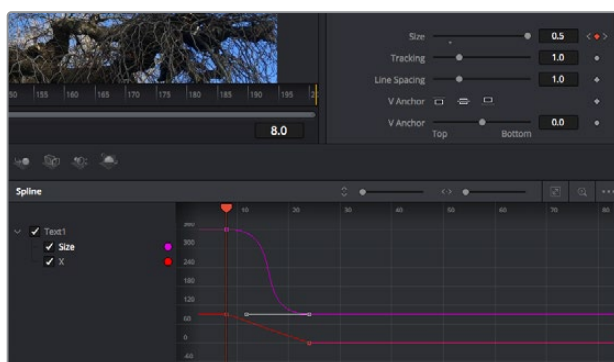 Size 0.5
Tracking 1.0
Line Spacing 1.0
V Anchor
V Anchor 0.0
Top Bottom
150 155 160 165 170 175 180 185 190 195
8.0
Spline
10 20 30 40 50 60 70 80
Text1
Size
X
300
240
180
120
60
0
-60